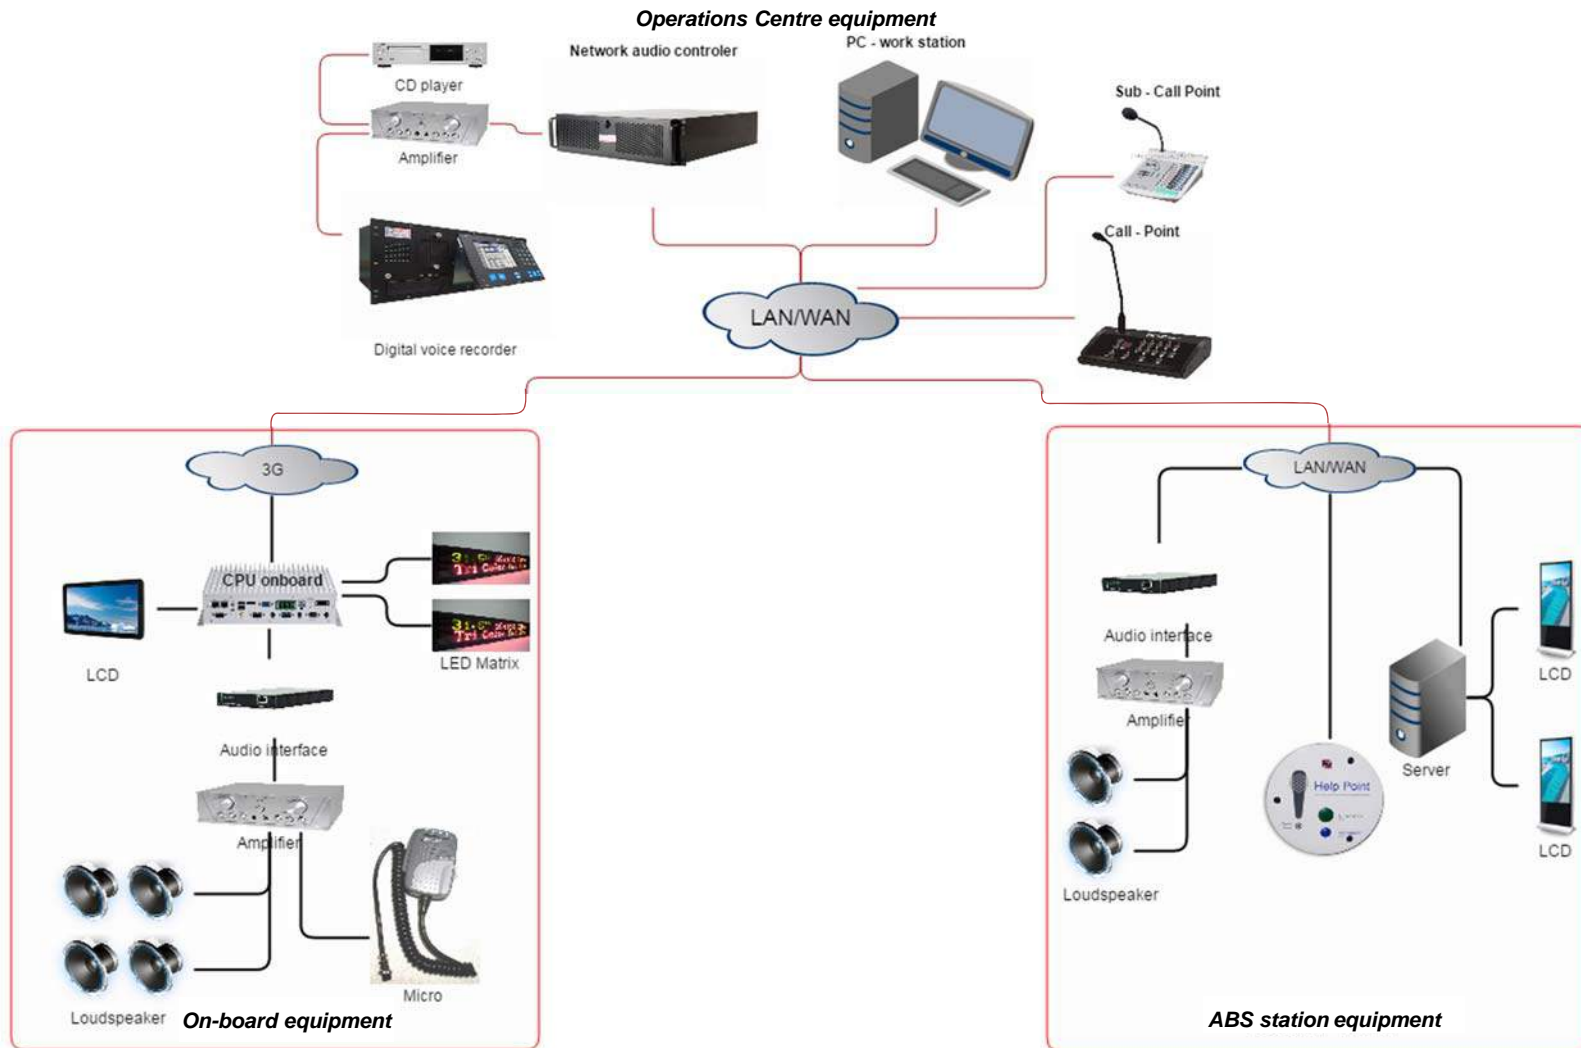 Operations Centre equipment
Network audio controler
PC - work station
CD player
Sub - Call Point
Amplifier
Call - Point
LAN/WAN
Digital voice recorder
3G
LAN/WAN
CPU onboard
LCD
LED Matrix
Audio interface
Amplifier
Micro
Loudspeaker
On-board equipment
Audio interface
Amplifier
Loudspeaker
Help Point
Server
LCD
LCD
ABS station equipment